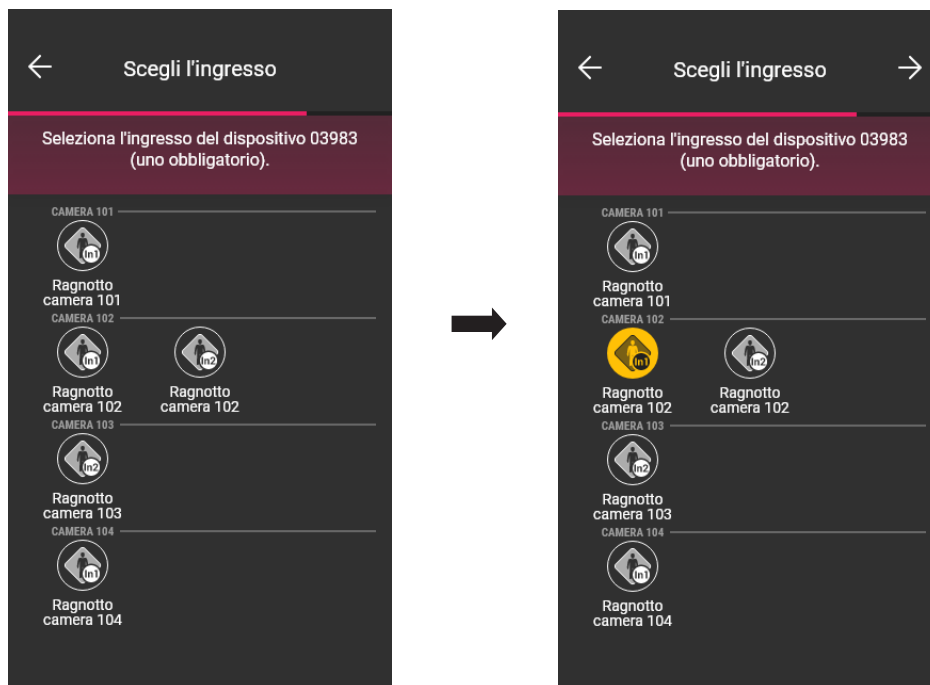 Scegli l'ingresso
Seleziona l'ingresso del dispositivo 03983
(uno obbligatorio).
CAMERA 101
In1
Ragnotto
camera 101
CAMERA 102
In1
In2
Ragnotto
camera 102
Ragnotto
camera 102
CAMERA 103
In2
Ragnotto
camera 103
CAMERA 104
In1
Ragnotto
camera 104
Scegli l'ingresso
Seleziona l'ingresso del dispositivo 03983
(uno obbligatorio).
CAMERA 101
In1
Ragnotto
camera 101
CAMERA 102
In1
In2
Ragnotto
camera 102
Ragnotto
camera 102
CAMERA 103
In2
Ragnotto
camera 103
CAMERA 104
In1
Ragnotto
camera 104